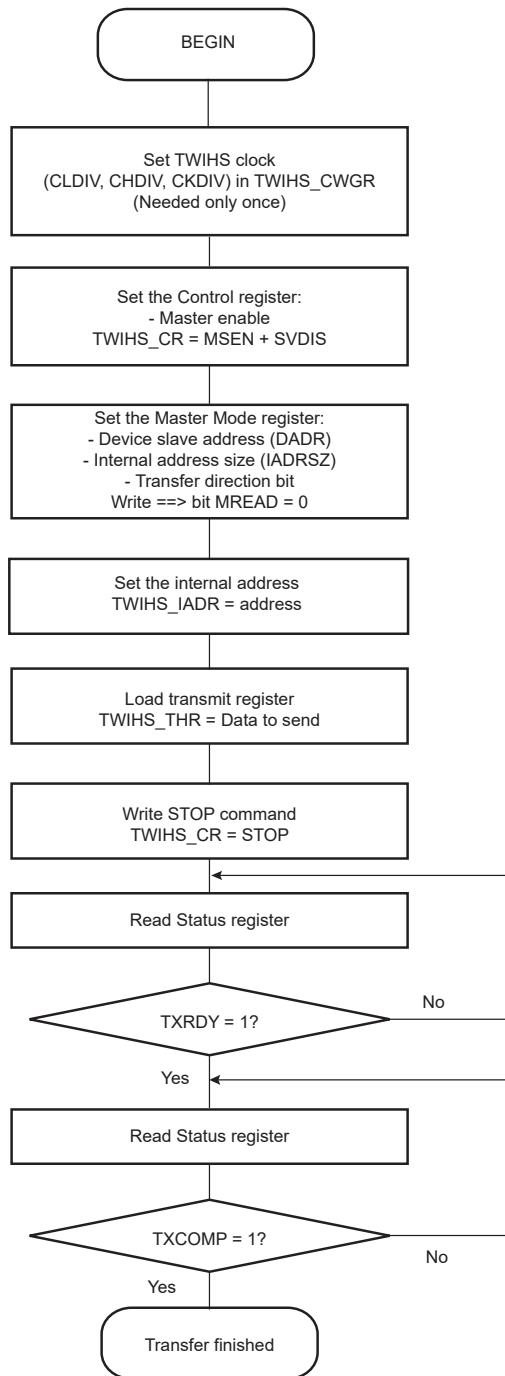 BEGIN
Set TWIHS clock
(CLDIV, CHDIV, CKDIV) in TWIHS_CWGR
(Needed only once)
Set the Control register:
- Master enable
TWIHS_CR = MSEN + SVDIS
Set the Master Mode register:
- Device slave address (DADR)
- Internal address size (IADRSZ)
- Transfer direction bit
Write ==> bit MREAD = 0
Set the internal address
TWIHS_IADR = address
Load transmit register
TWIHS_THR = Data to send
Write STOP command
TWIHS_CR = STOP
Read Status register
TXRDY = 1?
No
Yes
Read Status register
TXCOMP = 1?
No
Yes
Transfer finished